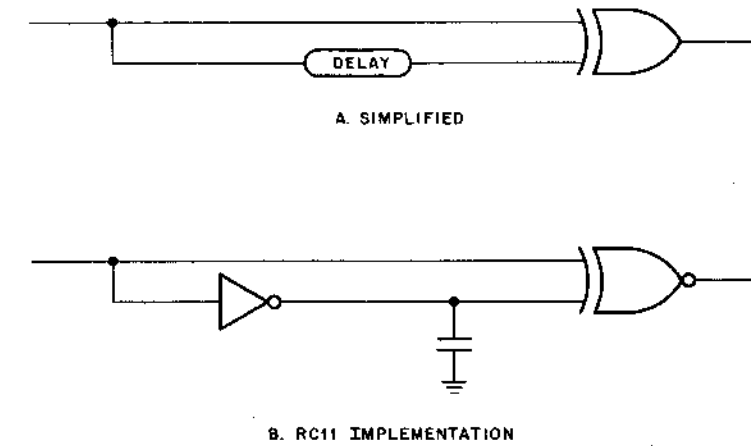 DELAY
A. SIMPLIFIED
B. RC11 IMPLEMENTATION